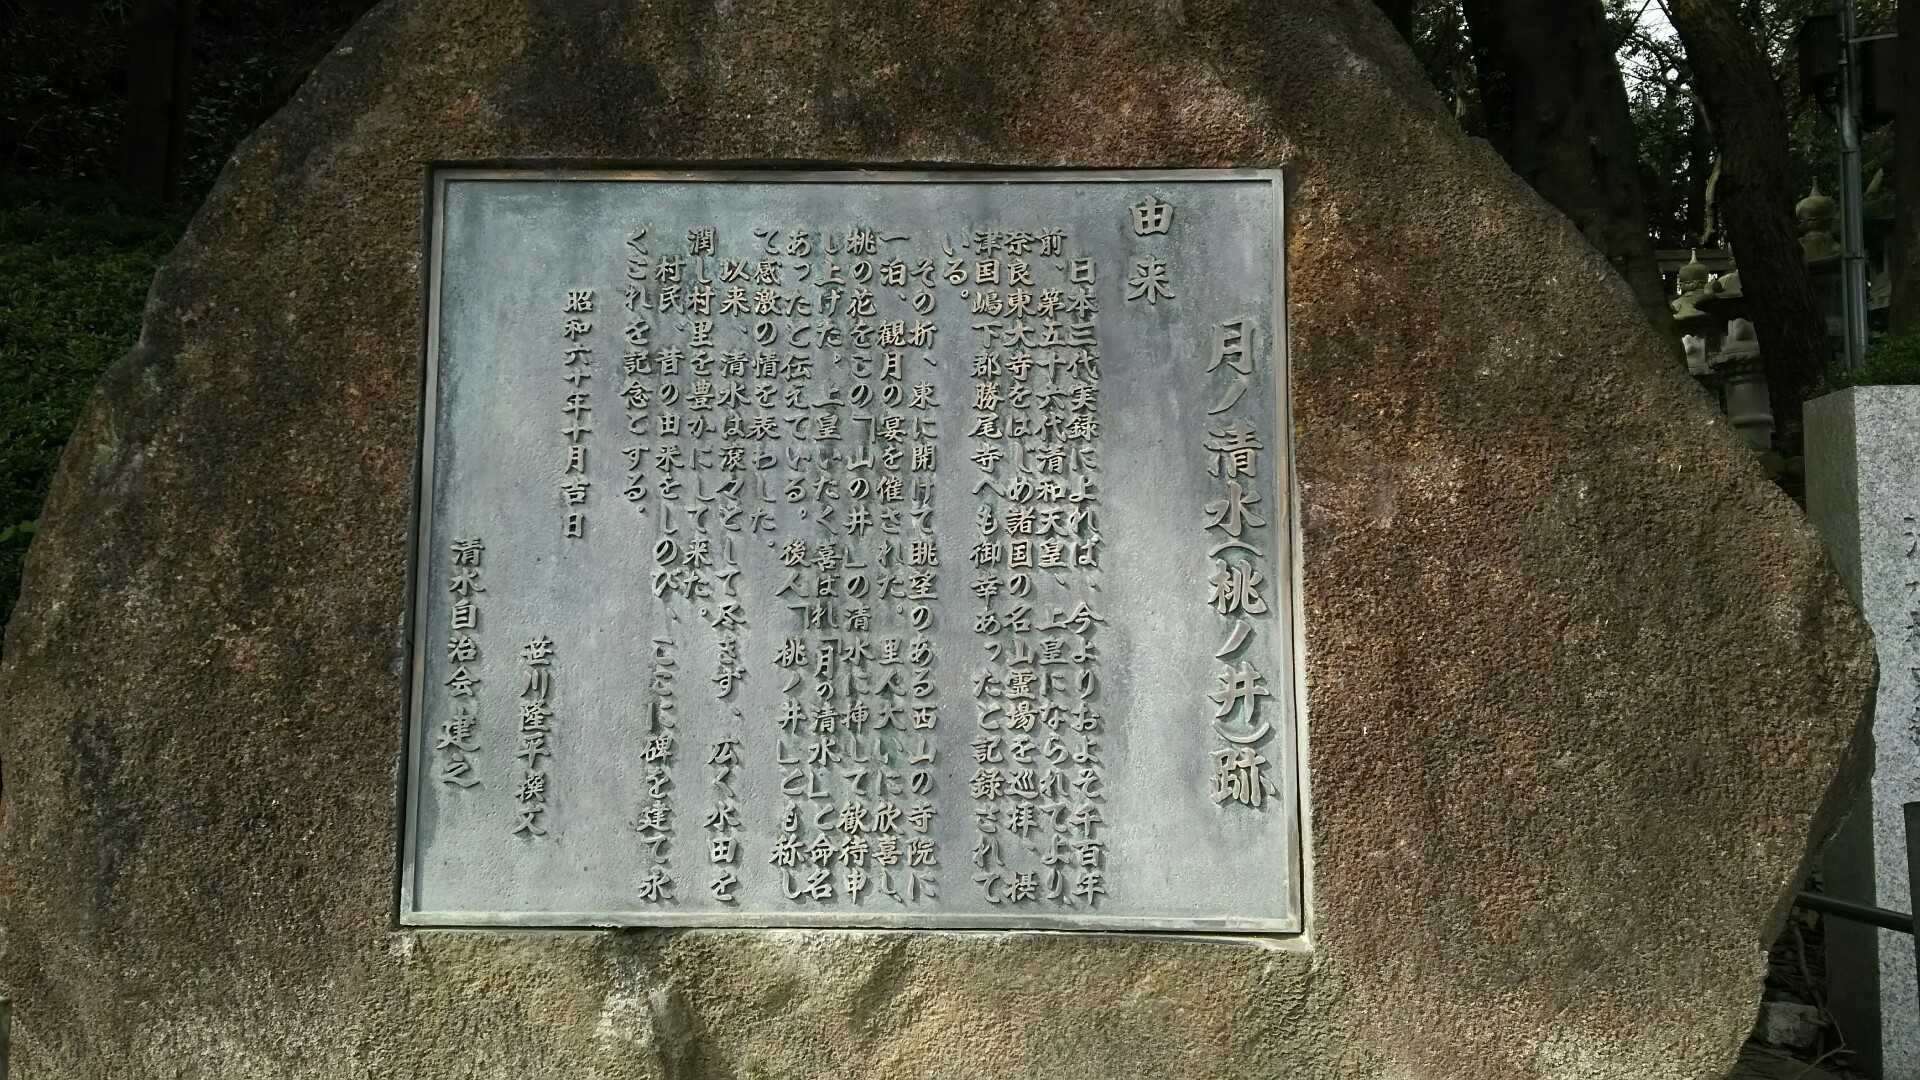 月ノ清水(桃ノ井)跡
由来
日本三代実録によれば、今よりおよそ千百年
前、第五十六代清和天皇、上皇になられてより、
奈良東大寺をはじめ諸国の名山霊場を巡拝、摂
津国嶋下郡勝尾寺へも御幸あったと記録されて
いる。
その折、東に開けて眺望のある西山の寺院に
一泊、観月の宴を催された。里人大いに欣喜し、
桃の花をこの「山の井」の清水に挿して歓待申
し上げた。上皇いたく喜ばれ「月の清水」と命名
あったと伝えている。後人「桃ノ井」とも称し
て感激の情を表わした。
以来、清水は滾々として尽きず、広く水田を
潤し村里を豊かにして来た。
村民、昔の由来をしのび、ここに碑を建て永
くこれを記念とする。
昭和六十年十月吉日
世川隆平撰文
清水自治会建之